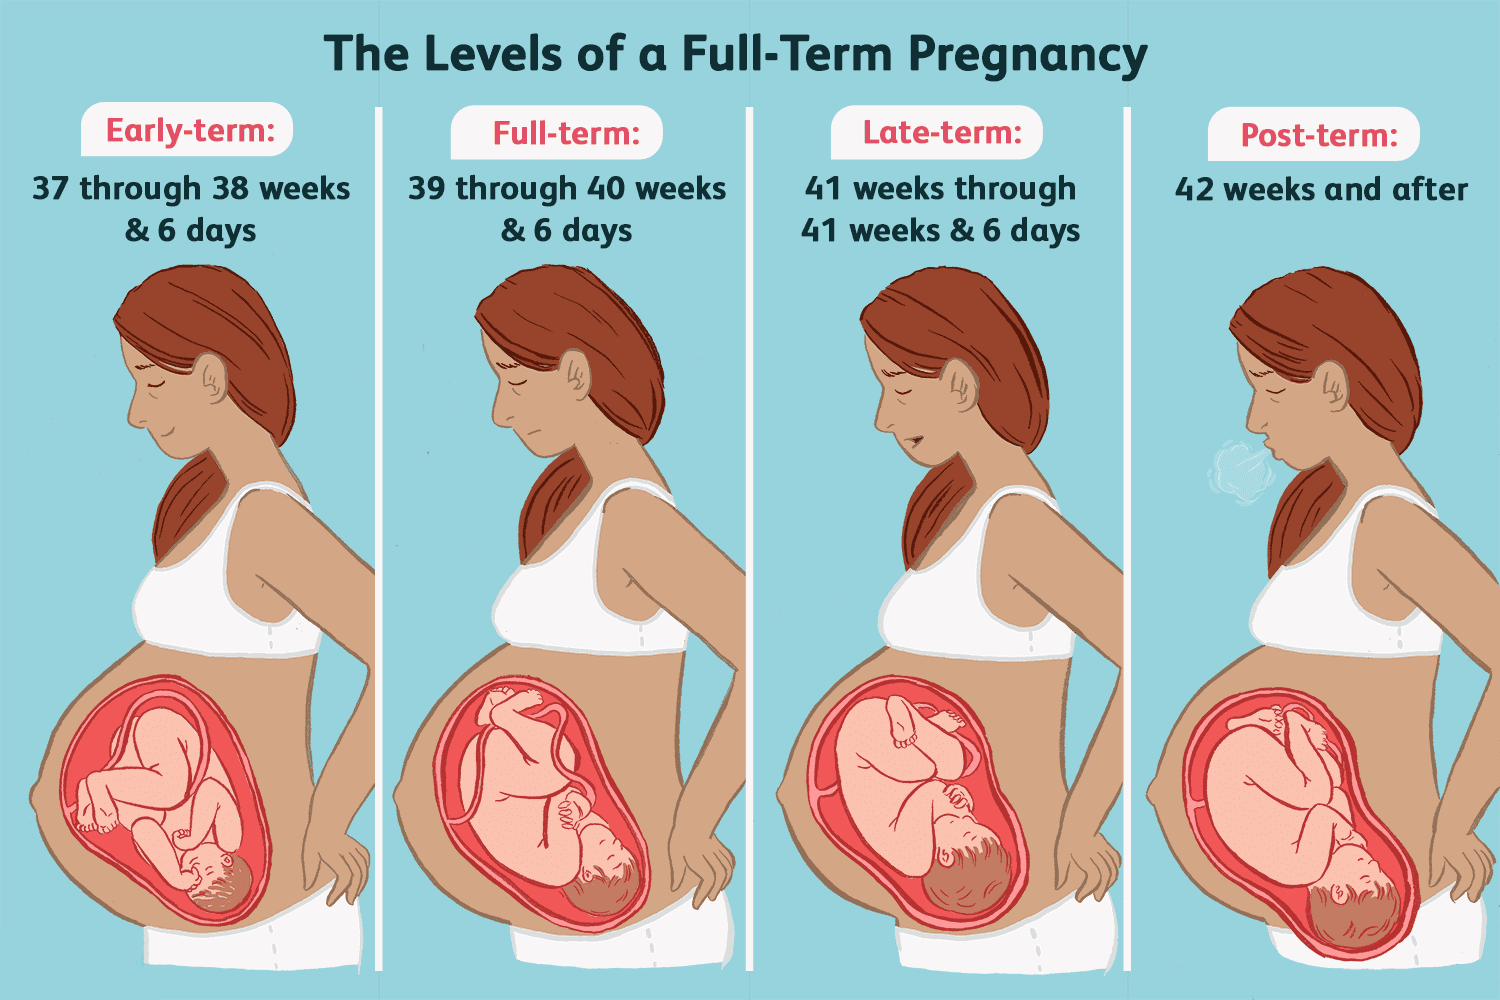 The Levels of a Full-Term Pregnancy
Early-term:
37 through 38 weeks
& 6 days
Full-term:
39 through 40 weeks
& 6 days
Late-term:
41 weeks through
41 weeks & 6 days
Post-term:
42 weeks and after